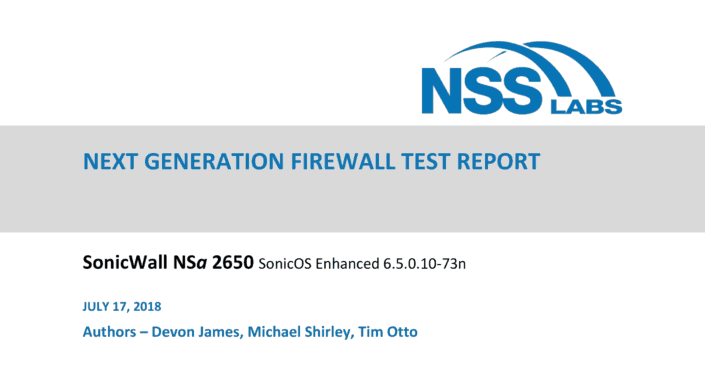 NSS
LABS
NEXT GENERATION FIREWALL TEST REPORT
SonicWall NSa 2650 SonicOS Enhanced 6.5.0.10-73n
JULY 17, 2018
Authors – Devon James, Michael Shirley, Tim Otto